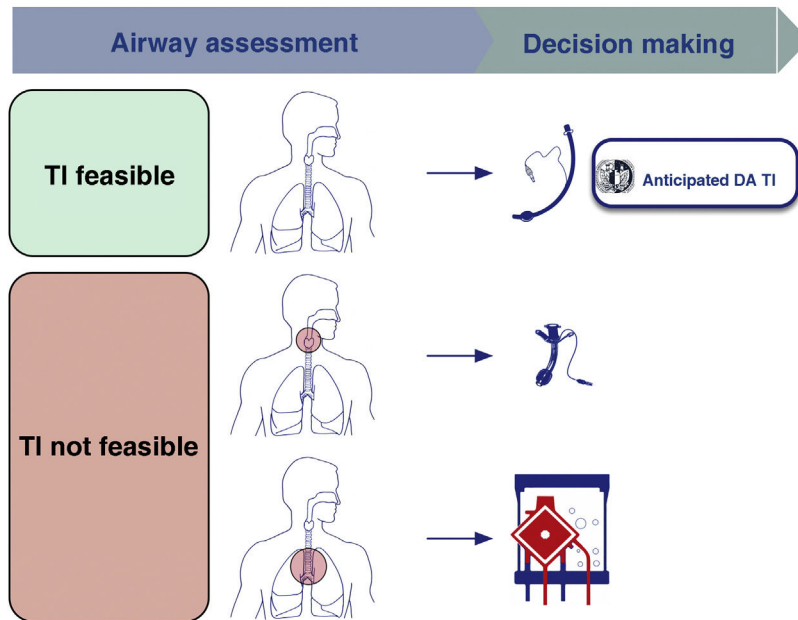 Airway assessment
Decision making
TI feasible
Anticipated DA TI
TI not feasible